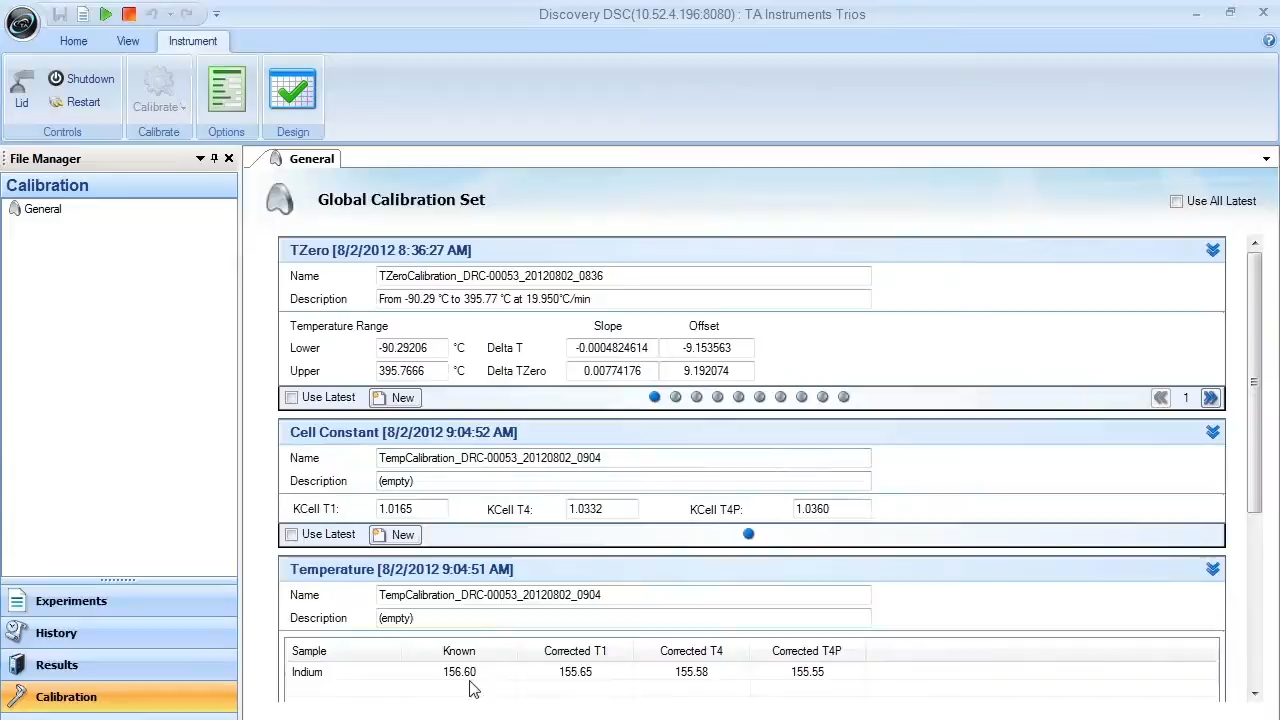 Discovery DSC(10.52.4.196:8080) : TA Instruments Trios
TA
Home View Instrument
Lid Shutdown Restart Calibrate
Controls Calibrate Options Design
File Manager
Calibration
General
Experiments
History
Results
Calibration
General
Global Calibration Set
Use All Latest
TZero [8/2/2012 8:36:27 AM]
Name TZeroCalibration_DRC-00053_20120802_0836
Description From -90.29 °C to 395.77 °C at 19.950°C/min
Temperature Range Slope Offset
Lower -90.29206 °C Delta T -0.0004824614 -9.153563
Upper 395.7666 °C Delta TZero 0.00774176 9.192074
Use Latest New 1
Cell Constant [8/2/2012 9:04:52 AM]
Name TempCalibration_DRC-00053_20120802_0904
Description (empty)
KCell T1: 1.0165 KCell T4: 1.0332 KCell T4P: 1.0360
Use Latest New
Temperature [8/2/2012 9:04:51 AM]
Name TempCalibration_DRC-00053_20120802_0904
Description (empty)
Sample Known Corrected T1 Corrected T4 Corrected T4P
Indium 156.60 155.65 155.58 155.55